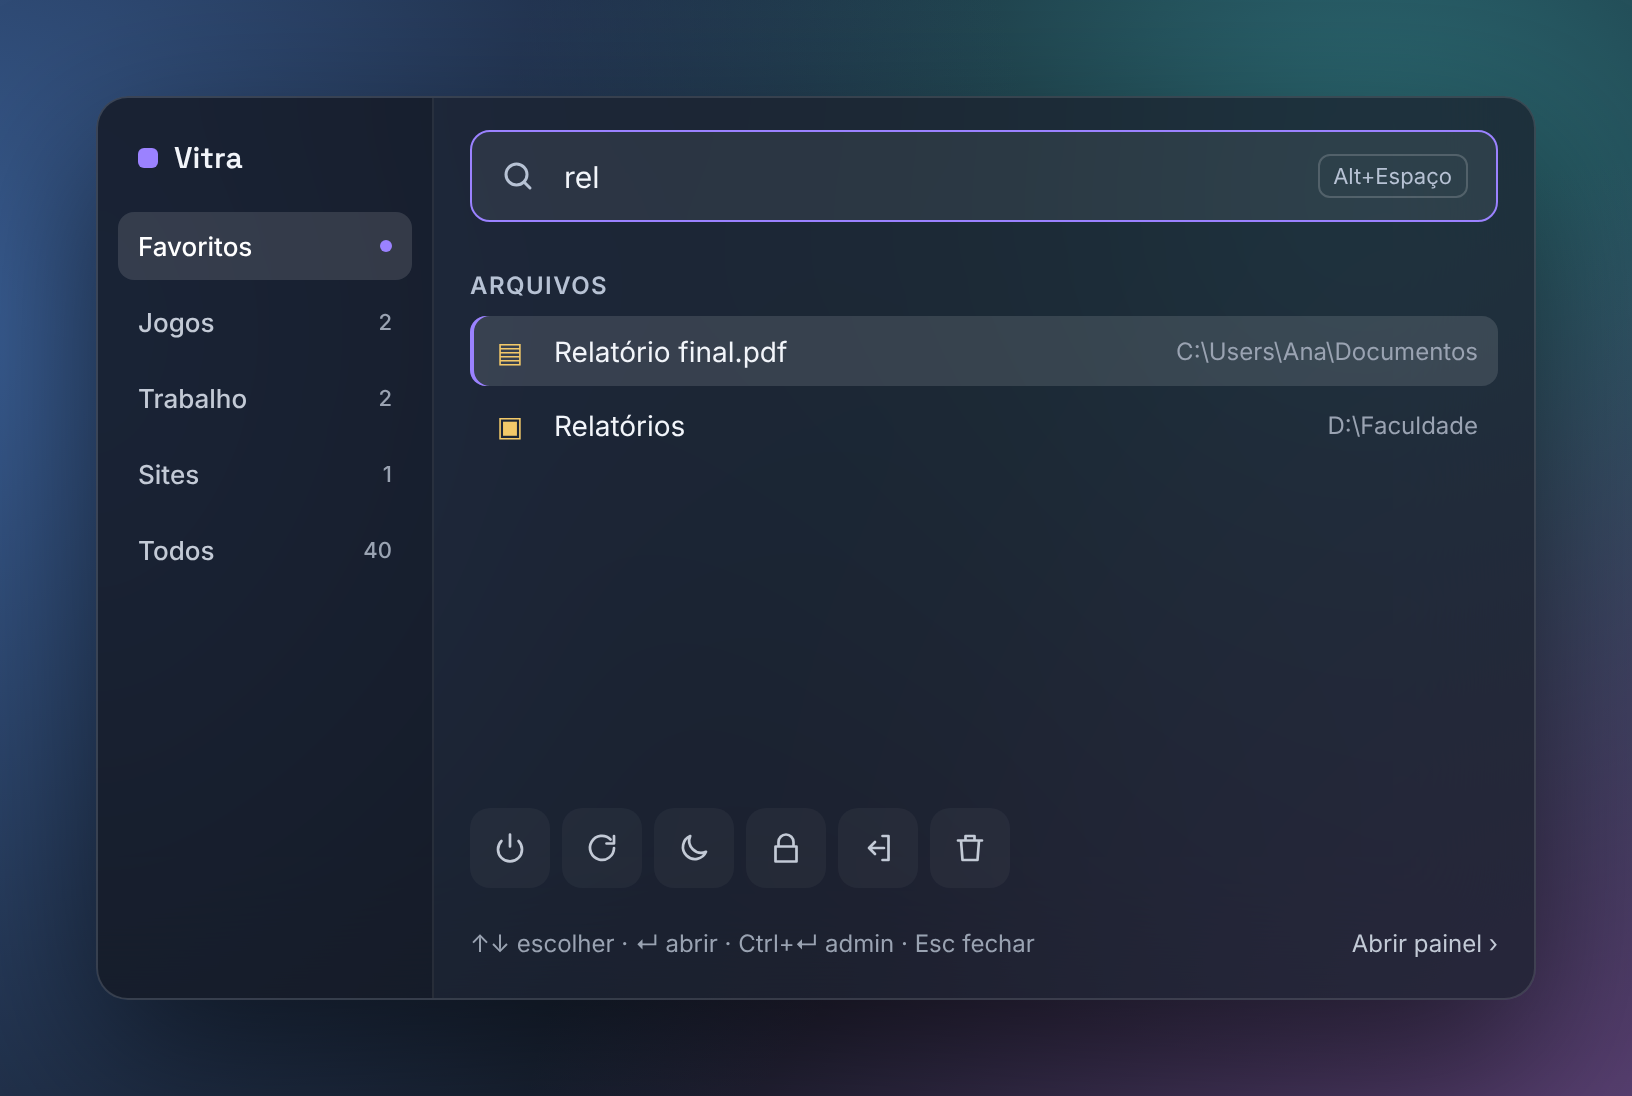 Vitra
Favoritos
Jogos 2
Trabalho 2
Sites 1
Todos 40
rel Alt+Espaço
ARQUIVOS
Relatório final.pdf C:\Users\Ana\Documentos
Relatórios D:\Faculdade
↑↓ escolher · ↵ abrir · Ctrl+↵ admin · Esc fechar Abrir painel ›